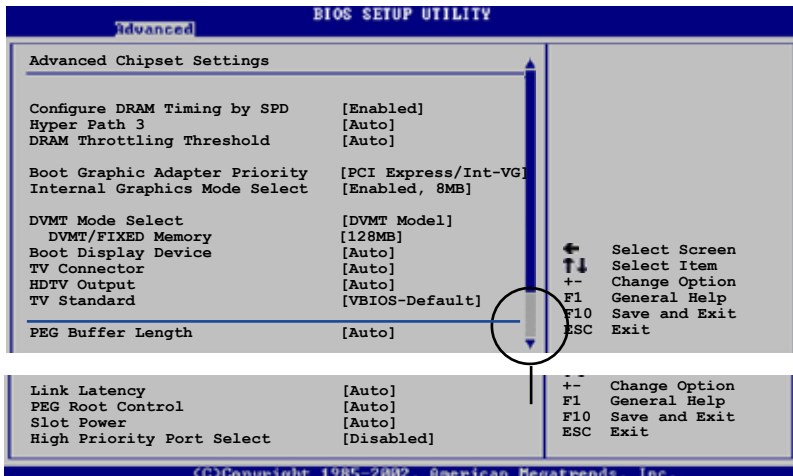 BIOS SETUP UTILITY
Advanced
Advanced Chipset Settings
Configure DRAM Timing by SPD [Enabled]
Hyper Path 3 [Auto]
DRAM Throttling Threshold [Auto]
Boot Graphic Adapter Priority [PCI Express/Int-VG]
Internal Graphics Mode Select [Enabled, 8MB]
DVMT Mode Select [DVMT Model]
DVMT/FIXED Memory [128MB]
Boot Display Device [Auto]
TV Connector [Auto]
HDTV Output [Auto]
TV Standard [VBIOS-Default]
PEG Buffer Length [Auto]
Select Screen
Select Item
+- Change Option
F1 General Help
F10 Save and Exit
ESC Exit
Link Latency [Auto]
PEG Root Control [Auto]
Slot Power [Auto]
High Priority Port Select [Disabled]
+- Change Option
F1 General Help
F10 Save and Exit
ESC Exit
(C)Copyright 1985-2002, American Megatrends, Inc.